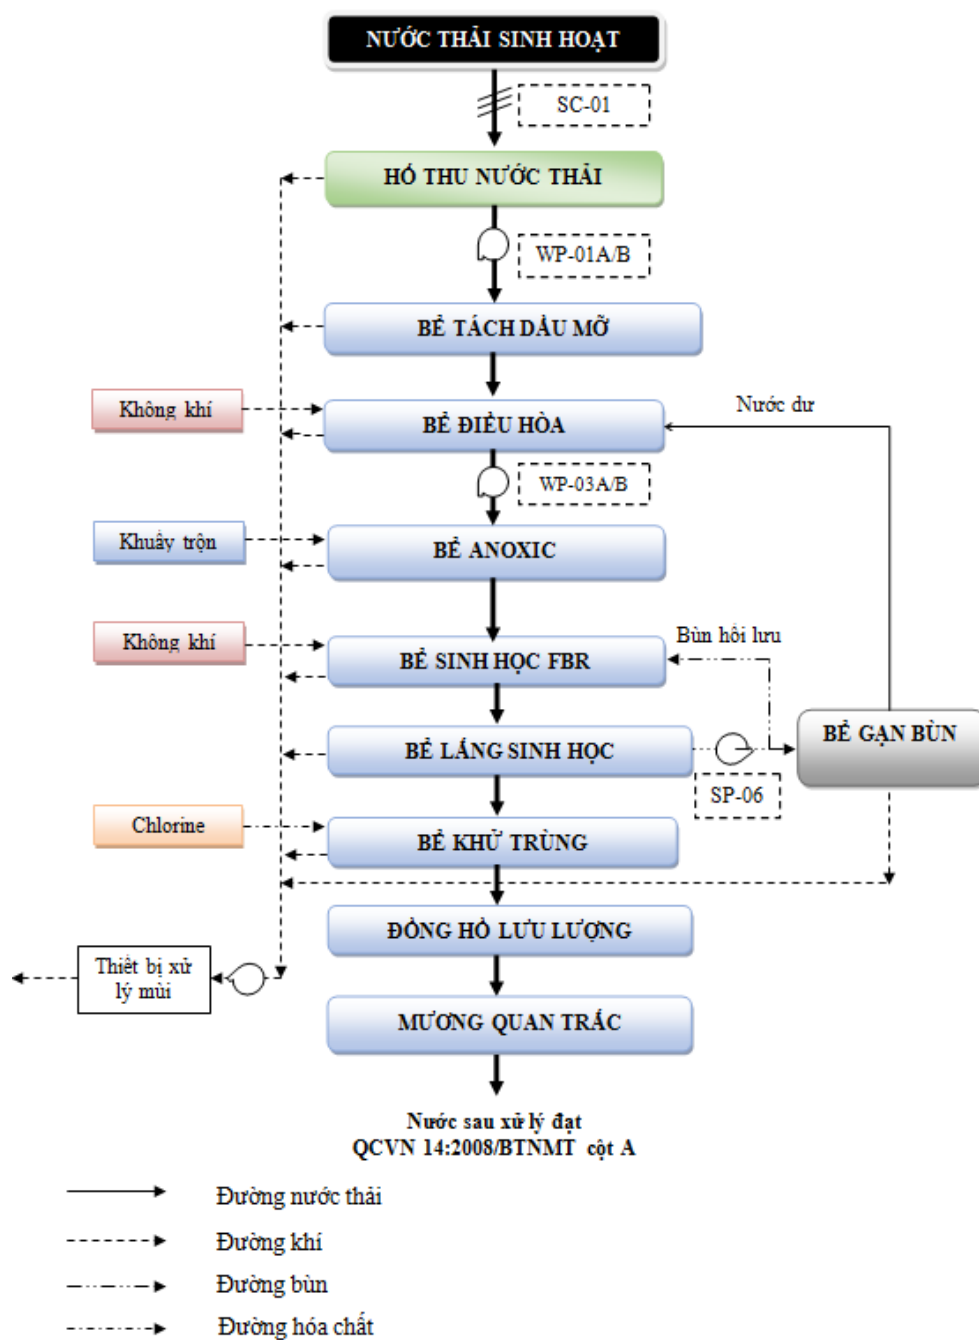 NƯỚC THẢI SINH HOẠT
SC-01
HỐ THU NƯỚC THẢI
WP-01A/B
BỂ TÁCH DẦU MỠ
Không khí
Nước dư
BỂ ĐIỀU HÒA
WP-03A/B
Khuấy trộn
BỂ ANOXIC
Không khí
Bùn hồi lưu
BỂ SINH HỌC FBR
BỂ GẠN BÙN
BỂ LẮNG SINH HỌC
SP-06
Chlorine
BỂ KHỬ TRÙNG
ĐỒNG HỒ LƯU LƯỢNG
Thiết bị xử
lý mùi
MƯƠNG QUAN TRẮC
Nước sau xử lý đạt
QCVN 14:2008/BTNMT cột A
Đường nước thải
Đường khí
Đường bùn
Đường hóa chất